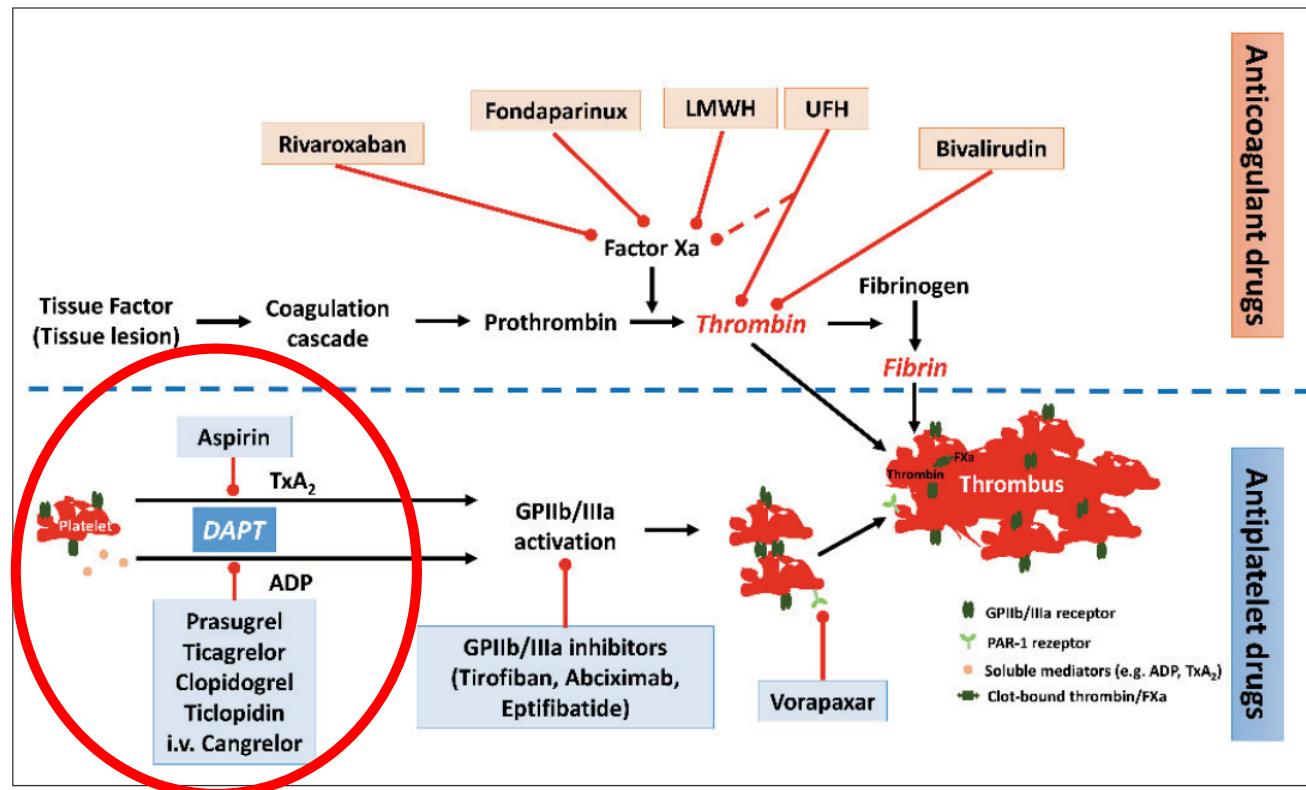 Anticoagulant drugs
Fondaparinux
LMWH
UFH
Rivaroxaban
Bivalirudin
Factor Xa
Tissue Factor
(Tissue lesion)
Coagulation
cascade
Prothrombin
Thrombin
Fibrinogen
Fibrin
Antiplatelet drugs
Aspirin
TxA₂
Platelet
DAPT
ADP
Prasugrel
Ticagrelor
Clopidogrel
Ticlopidin
i.v. Cangrelor
GPIIb/IIIa
activation
GPIIb/IIIa inhibitors
(Tirofiban, Abciximab,
Eptifibatide)
Vorapaxar
FXa
Thrombin
Thrombus
GPIIb/IIIa receptor
PAR-1 rezeptor
Soluble mediators (e.g. ADP, TxA₂)
Clot-bound thrombin/FXa